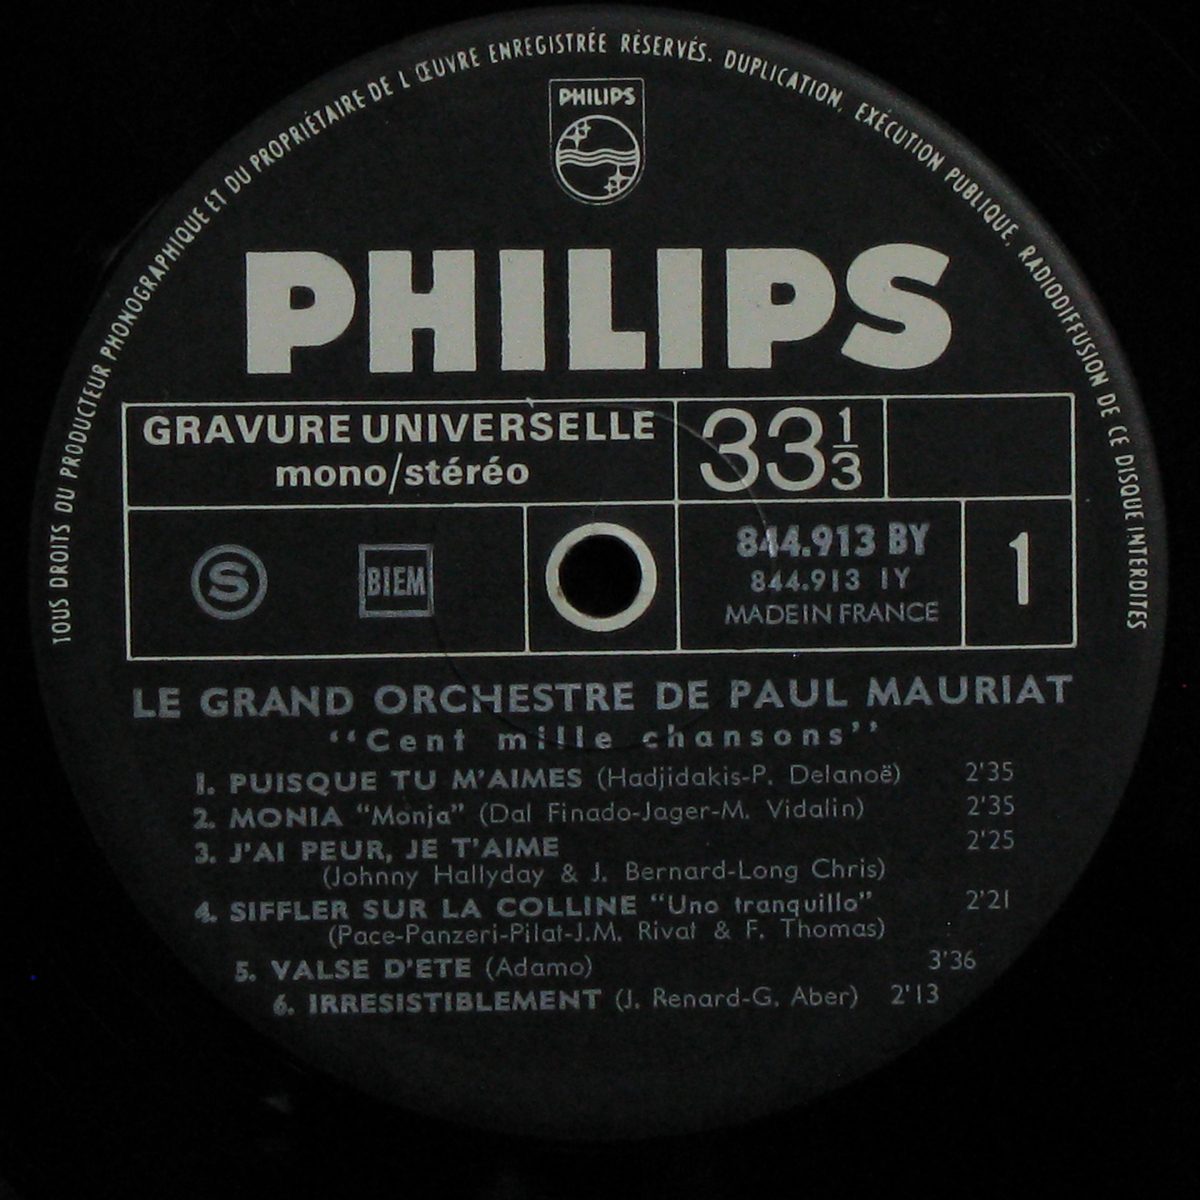 TOUS DROITS DU PRODUCTEUR PHONOGRAPHIQUE ET DU PROPRIÉTAIRE DE L'ŒUVRE ENREGISTRÉE RÉSERVÉS. DUPLICATION, EXÉCUTION PUBLIQUE, RADIODIFFUSION DE CE DISQUE INTERDITES
PHILIPS
PHILIPS
GRAVURE UNIVERSELLE
mono/stéréo
33 1/3
S
BIEM
844.913 BY
844.913 IY
MADE IN FRANCE
1
LE GRAND ORCHESTRE DE PAUL MAURIAT
“Cent mille chansons”
1. PUISQUE TU M'AIMES (Hadjidakis-P. Delanoë) 2'35
2. MONIA “Monja” (Dal Finado-Jager-M. Vidalin) 2'35
3. J'AI PEUR, JE T'AIME 2'25
(Johnny Hallyday & J. Bernard-Long Chris)
4. SIFFLER SUR LA COLLINE “Uno tranquillo” 2'21
(Pace-Panzeri-Pilat-J.M. Rivat & F. Thomas)
5. VALSE D'ETE (Adamo) 3'36
6. IRRESISTIBLEMENT (J. Renard-G. Aber) 2'13